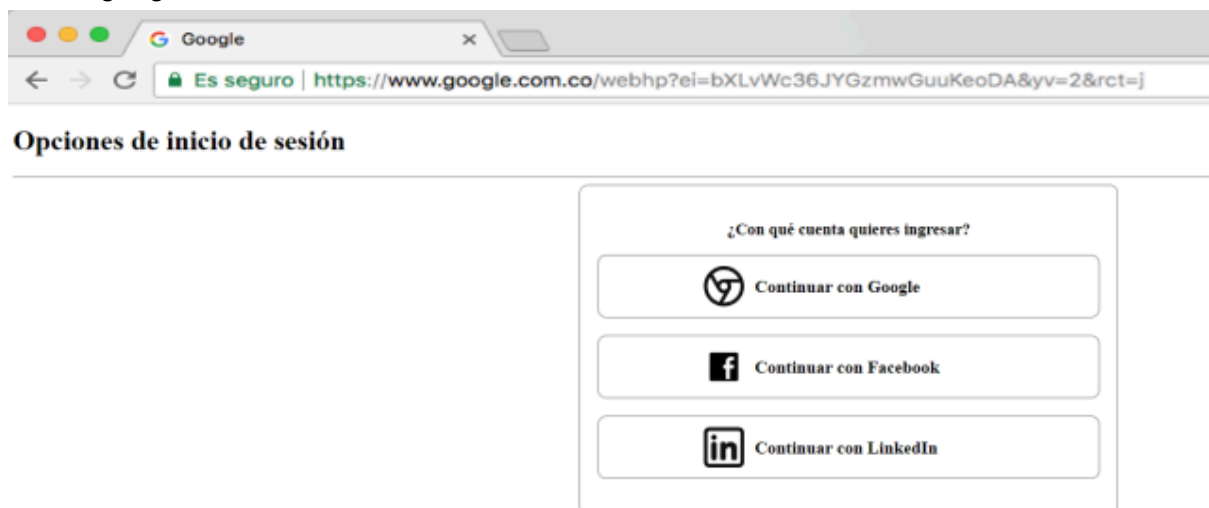 Google
Es seguro | https://www.google.com.co/webhp?ei=bXLvWc36JYGzmwGuuKeoDA&yv=2&rct=j
Opciones de inicio de sesión
¿Con qué cuenta quieres ingresar?
Continuar con Google
Continuar con Facebook
Continuar con LinkedIn